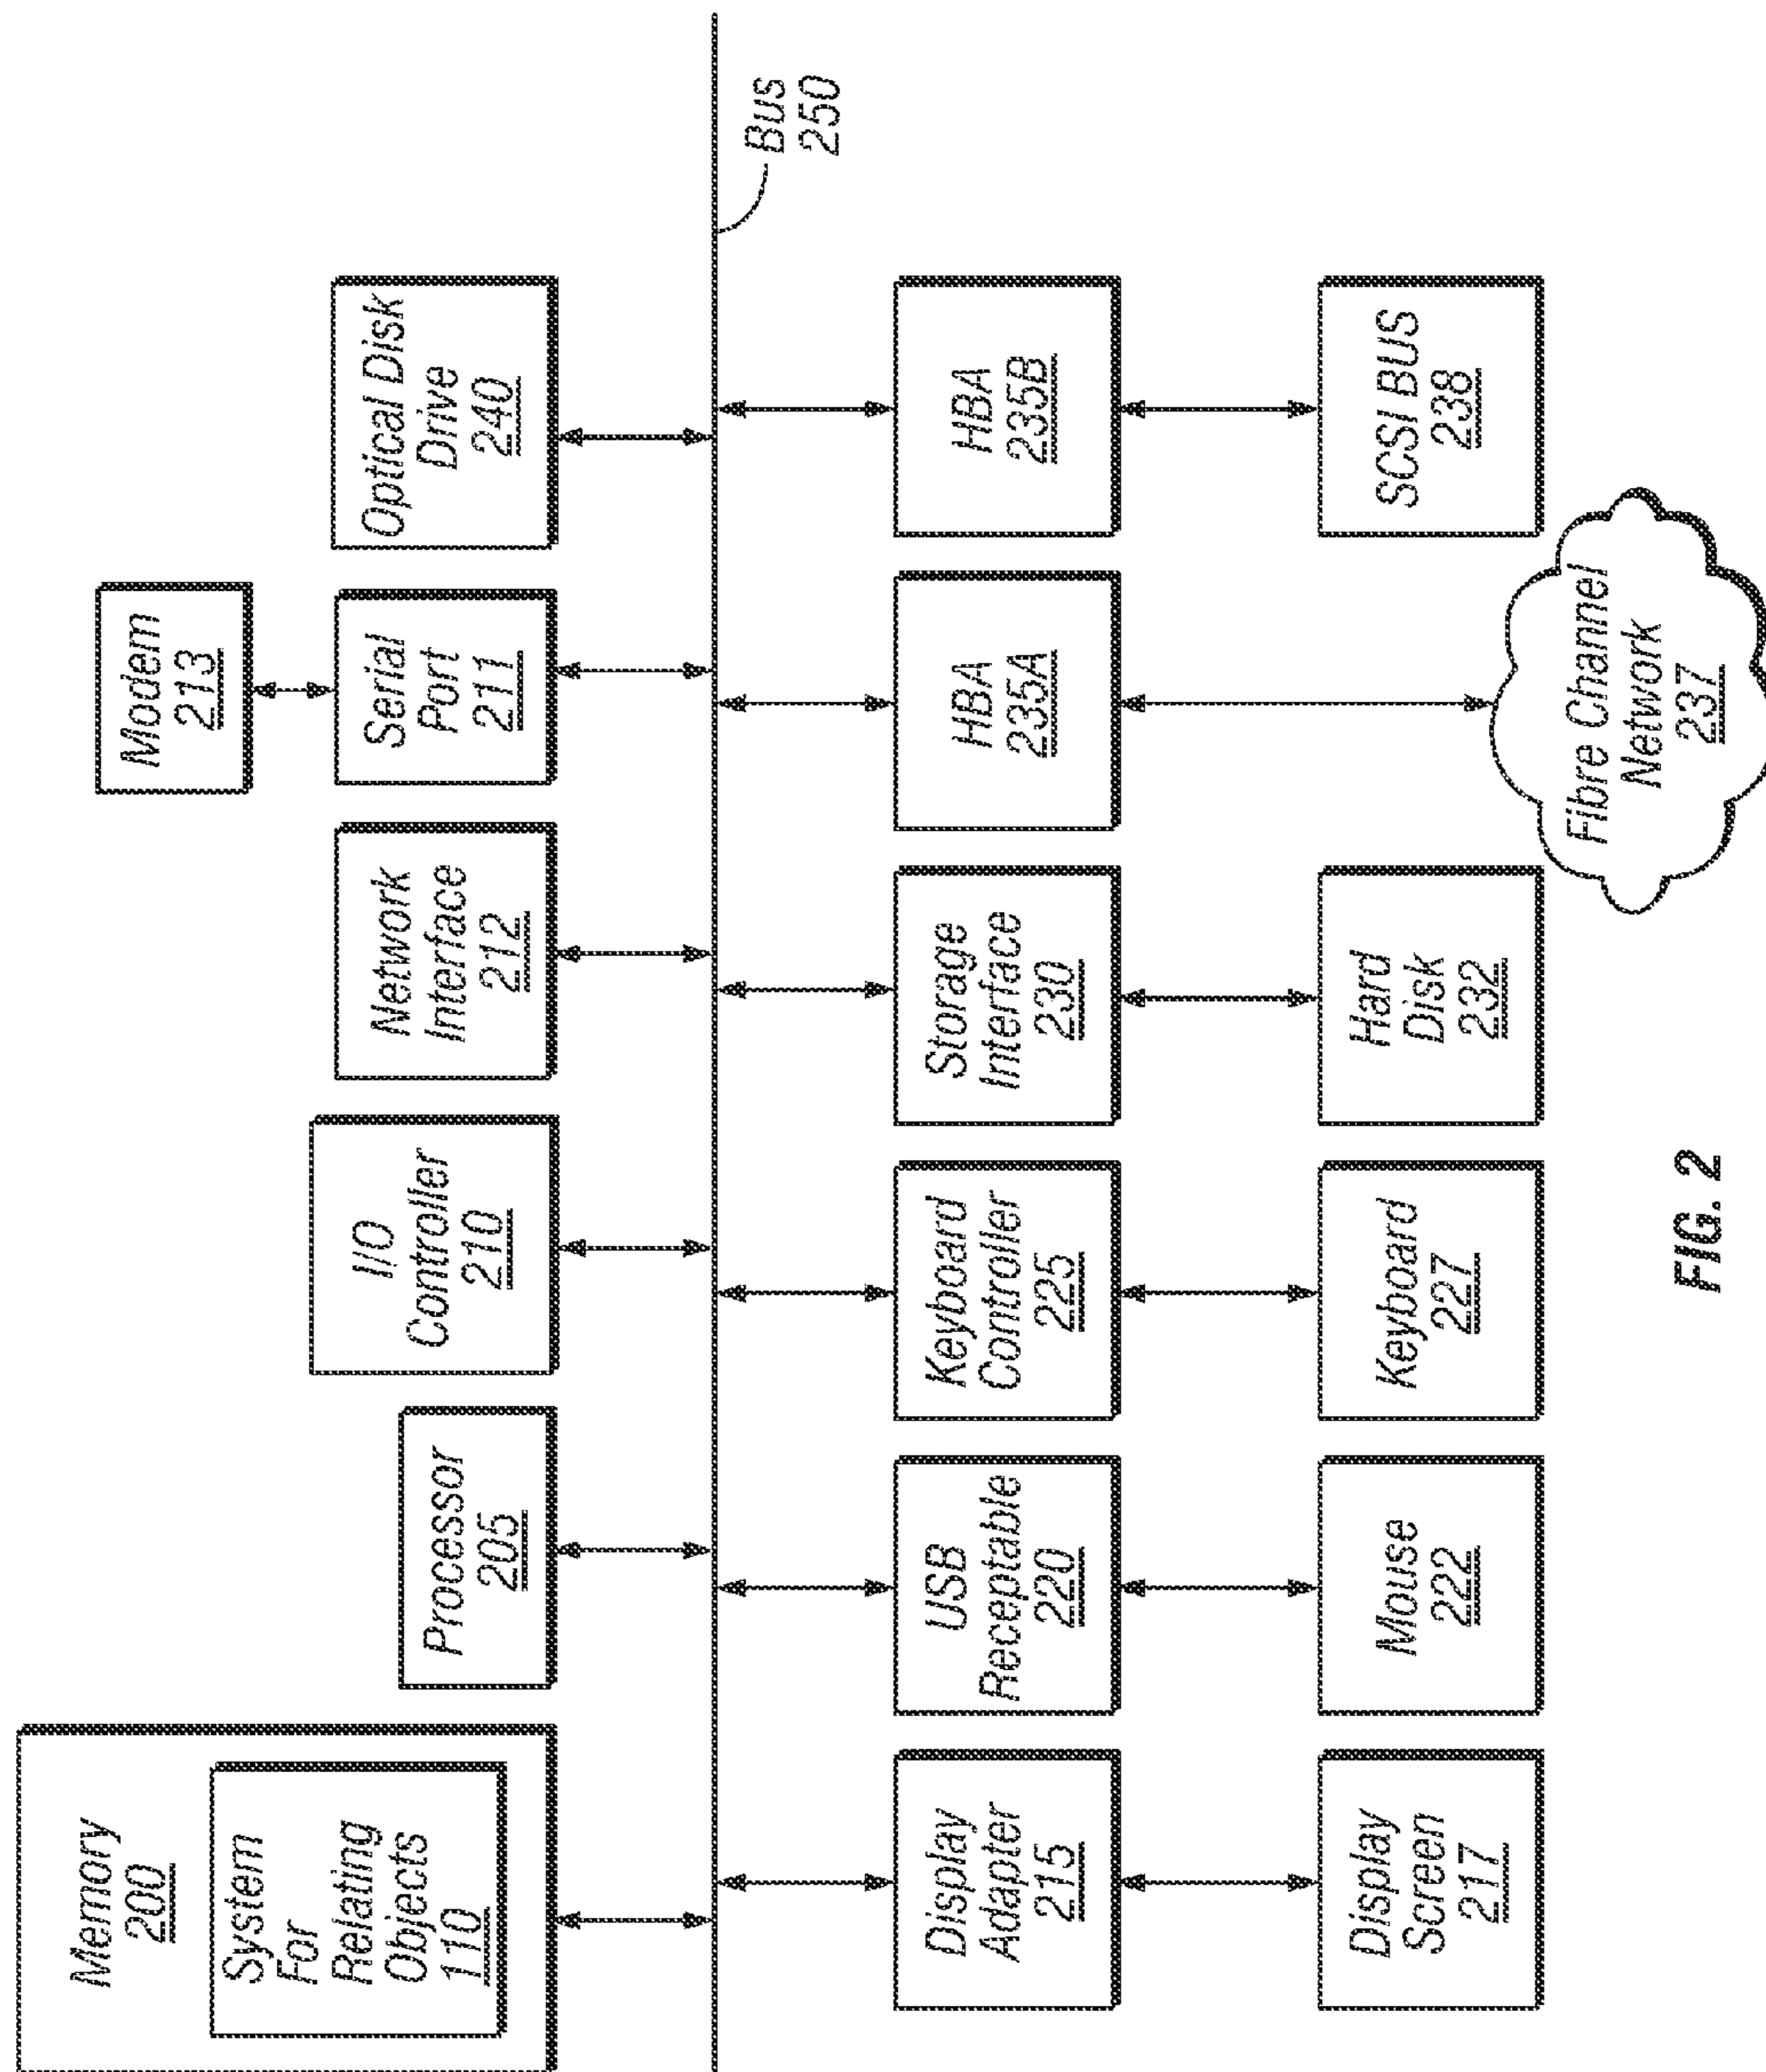 Memory
200
System
For
Relating
Objects
110
Processor
205
I/O
Controller
210
Network
Interface
212
Modem
213
Serial
Port
211
Optical Disk
Drive
240
Bus
250
Display
Adapter
215
USB
Receptable
220
Keyboard
Controller
225
Storage
Interface
230
HBA
235A
HBA
235B
Display
Screen
217
Mouse
222
Keyboard
227
Hard
Disk
232
Fibre Channel
Network
237
SCSI BUS
238
FIG. 2